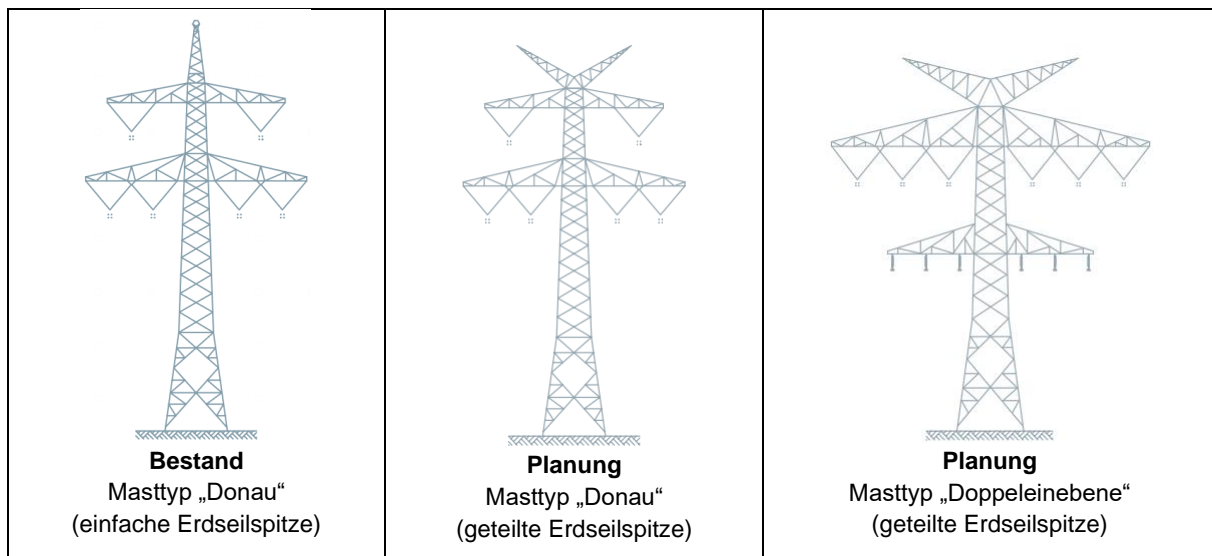 Bestand
Masttyp „Donau“
(einfache Erdseilspitze)
Planung
Masttyp „Donau“
(geteilte Erdseilspitze)
Planung
Masttyp „Doppeleinebene“
(geteilte Erdseilspitze)